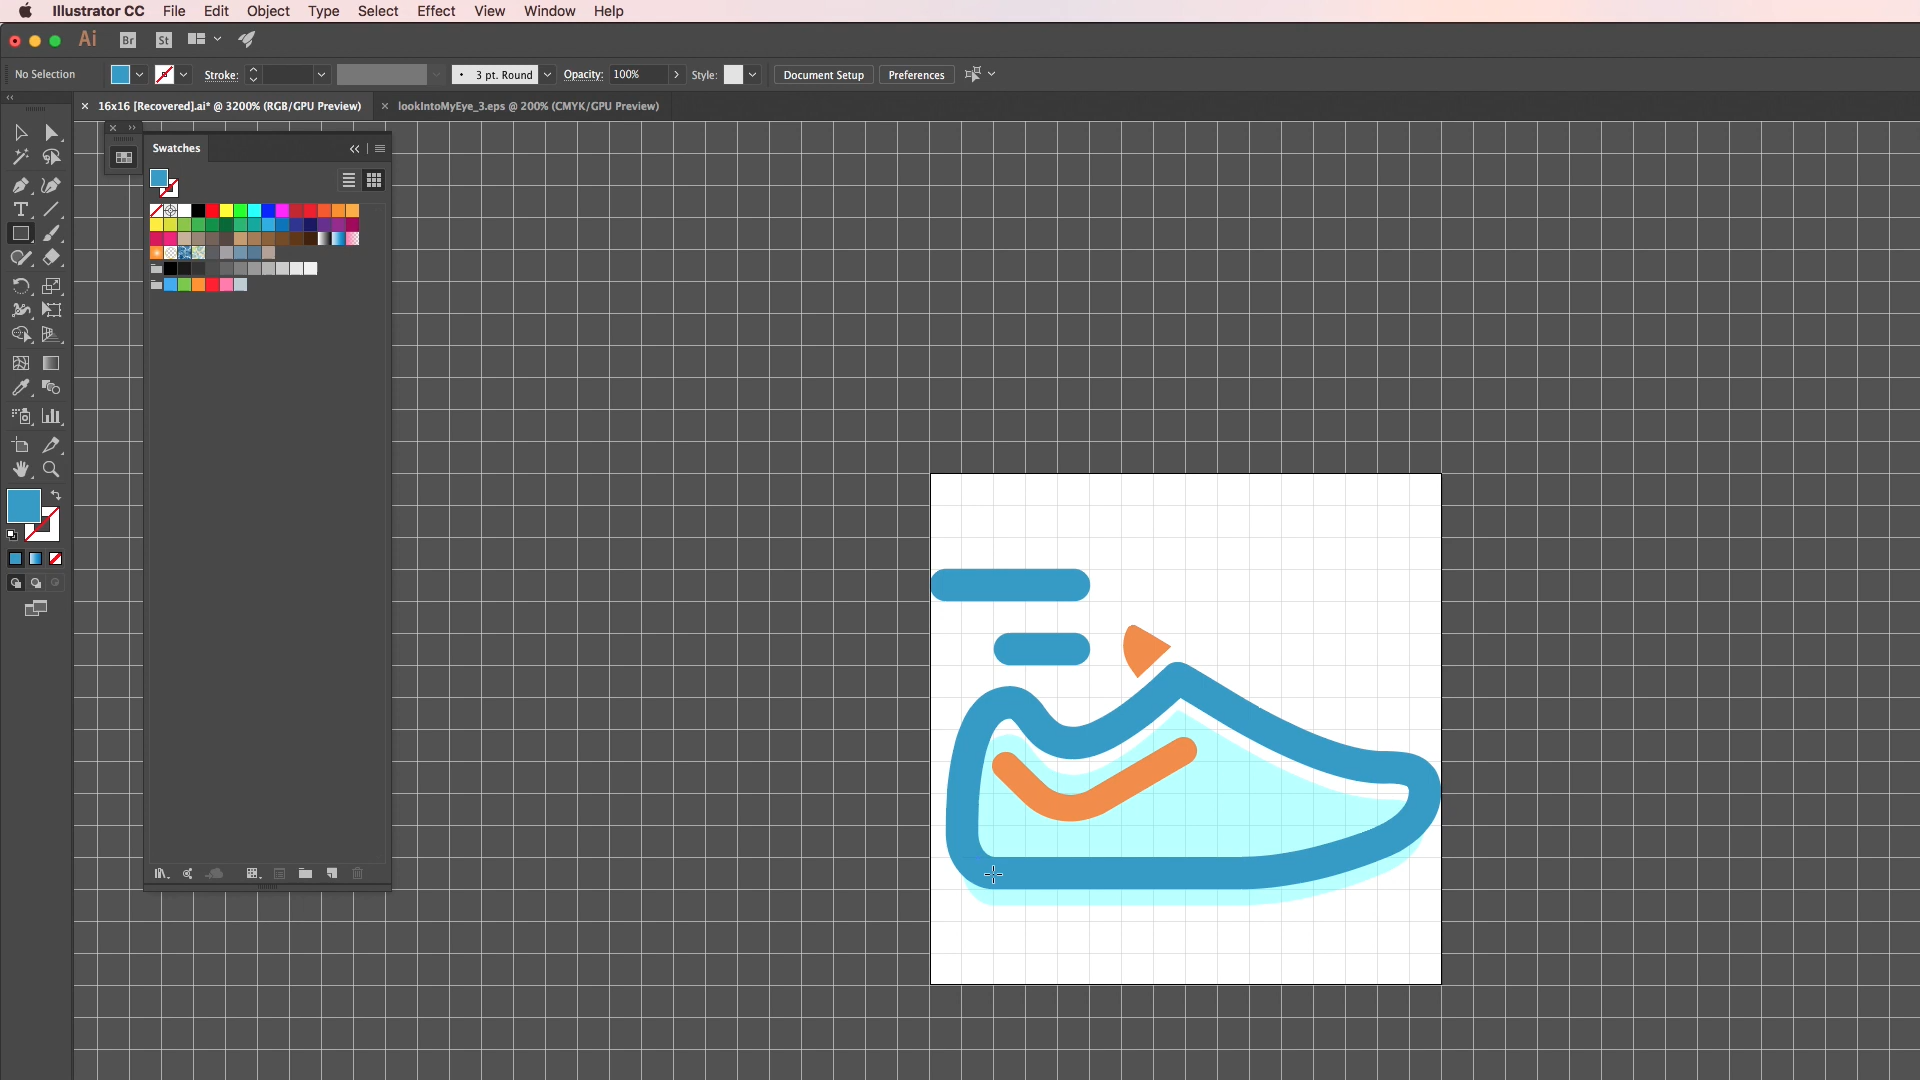 Illustrator CC File Edit Object Type Select Effect View Window Help
Ai Br St
No Selection Stroke: 3 pt. Round Opacity: 100% Style: Document Setup Preferences
16x16 [Recovered].ai* @ 3200% (RGB/GPU Preview) lookIntoMyEye_3.eps @ 200% (CMYK/GPU Preview)
Swatches